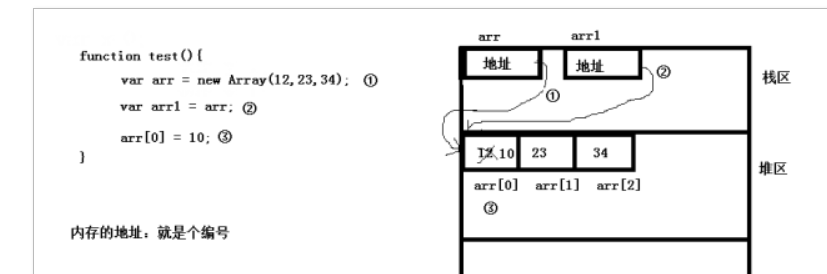 function test(){
var arr = new Array(12,23,34); ①
var arr1 = arr; ②
arr[0] = 10; ③
}
内存的地址：就是个编号
arr arr1
地址 地址
① ②
栈区
12 10 23 34
堆区
arr[0] arr[1] arr[2]
③